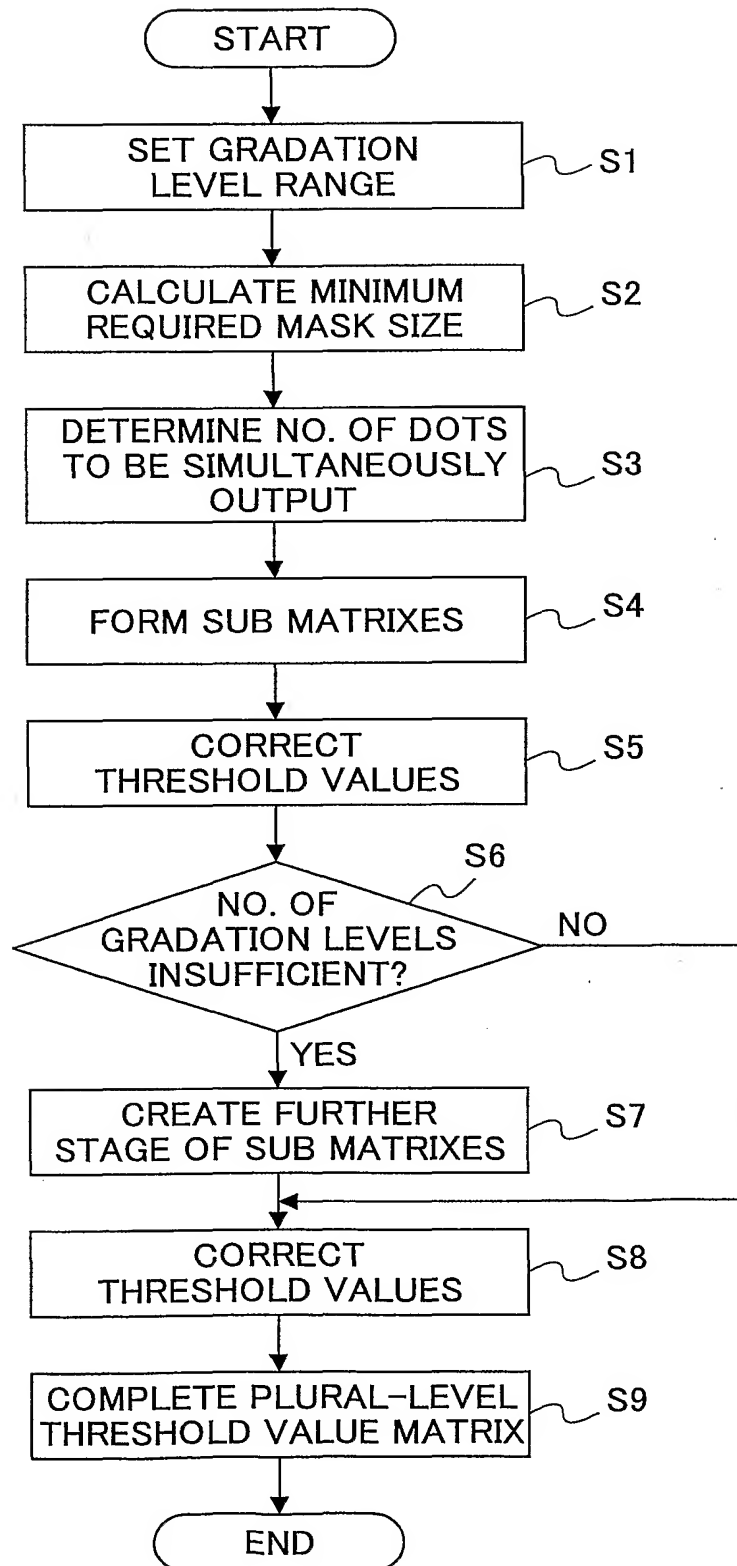 START
SET GRADATION
LEVEL RANGE
S1
CALCULATE MINIMUM
REQUIRED MASK SIZE
S2
DETERMINE NO. OF DOTS
TO BE SIMULTANEOUSLY
OUTPUT
S3
FORM SUB MATRIXES
S4
CORRECT
THRESHOLD VALUES
S5
S6
NO. OF
GRADATION LEVELS
INSUFFICIENT?
NO
YES
CREATE FURTHER
STAGE OF SUB MATRIXES
S7
CORRECT
THRESHOLD VALUES
S8
COMPLETE PLURAL-LEVEL
THRESHOLD VALUE MATRIX
S9
END